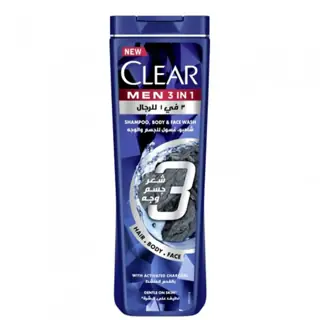 NEW
CLEAR
MEN 3 IN 1
٣ في ١ للرجال
SHAMPOO, BODY & FACE WASH
شامبو، غسول للجسم والوجه
3
شعر
جسم
وجه
HAIR . BODY . FACE
WITH ACTIVATED CHARCOAL
بالفحم المنشط
GENTLE ON SKIN*